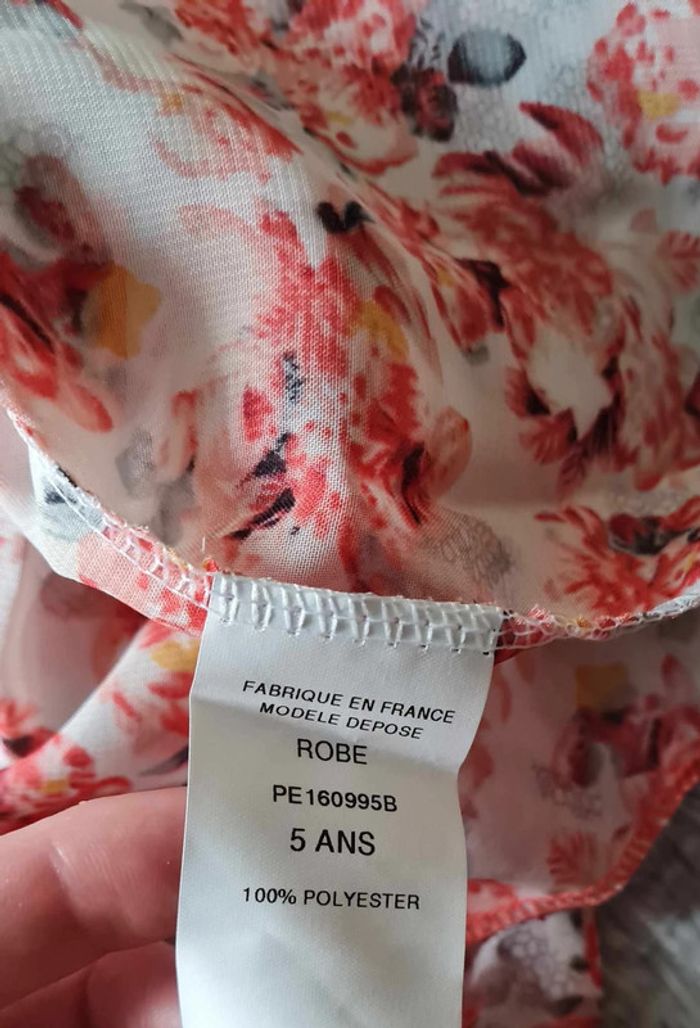 FABRIQUE EN FRANCE
MODELE DEPOSE
ROBE
PE160995B
5 ANS
100% POLYESTER